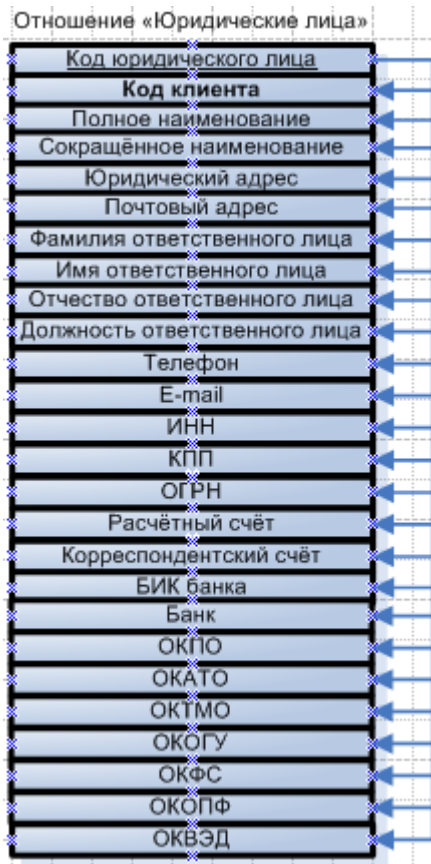 Отношение «Юридические лица»
Код юридического лица
Код клиента
Полное наименование
Сокращённое наименование
Юридический адрес
Почтовый адрес
Фамилия ответственного лица
Имя ответственного лица
Отчество ответственного лица
Должность ответственного лица
Телефон
E-mail
ИНН
КПП
ОГРН
Расчётный счёт
Корреспондентский счёт
БИК банка
Банк
ОКПО
ОКАТО
ОКТМО
ОКОГУ
ОКФС
ОКОПФ
ОКВЭД